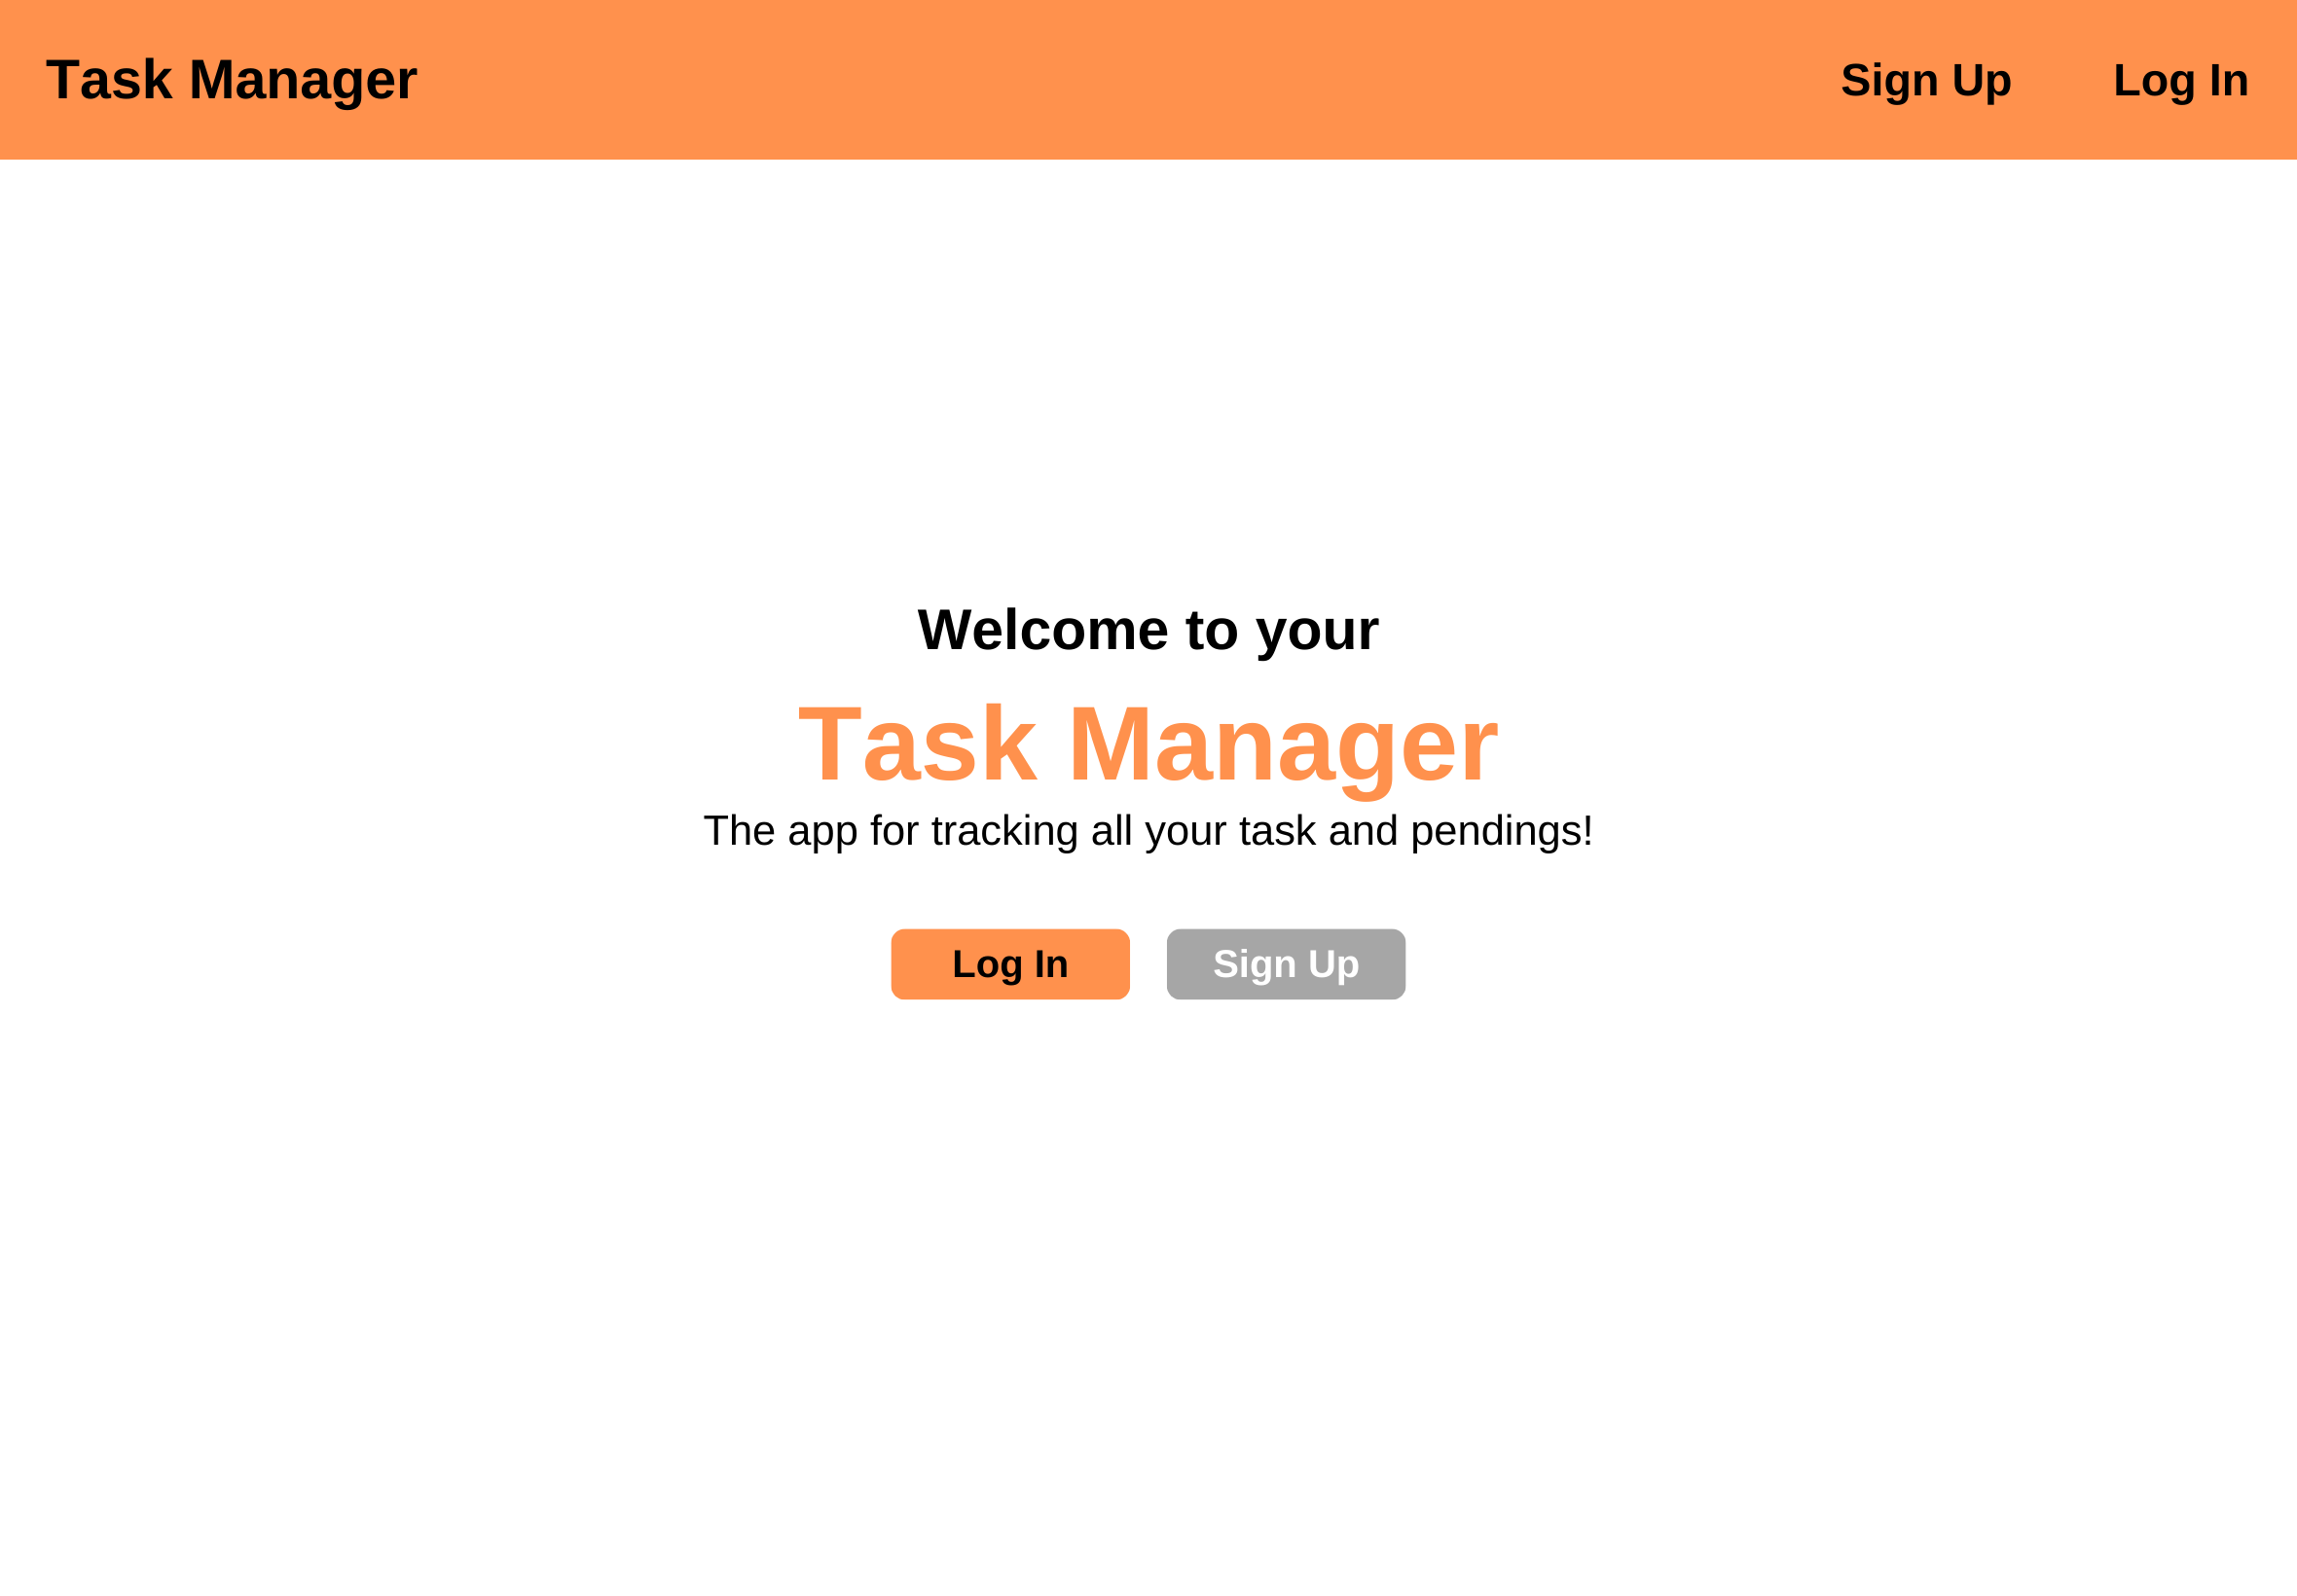 Task Manager
Sign Up
Log In
Welcome to your
Task Manager
The app for tracking all your task and pendings!
Log In
Sign Up